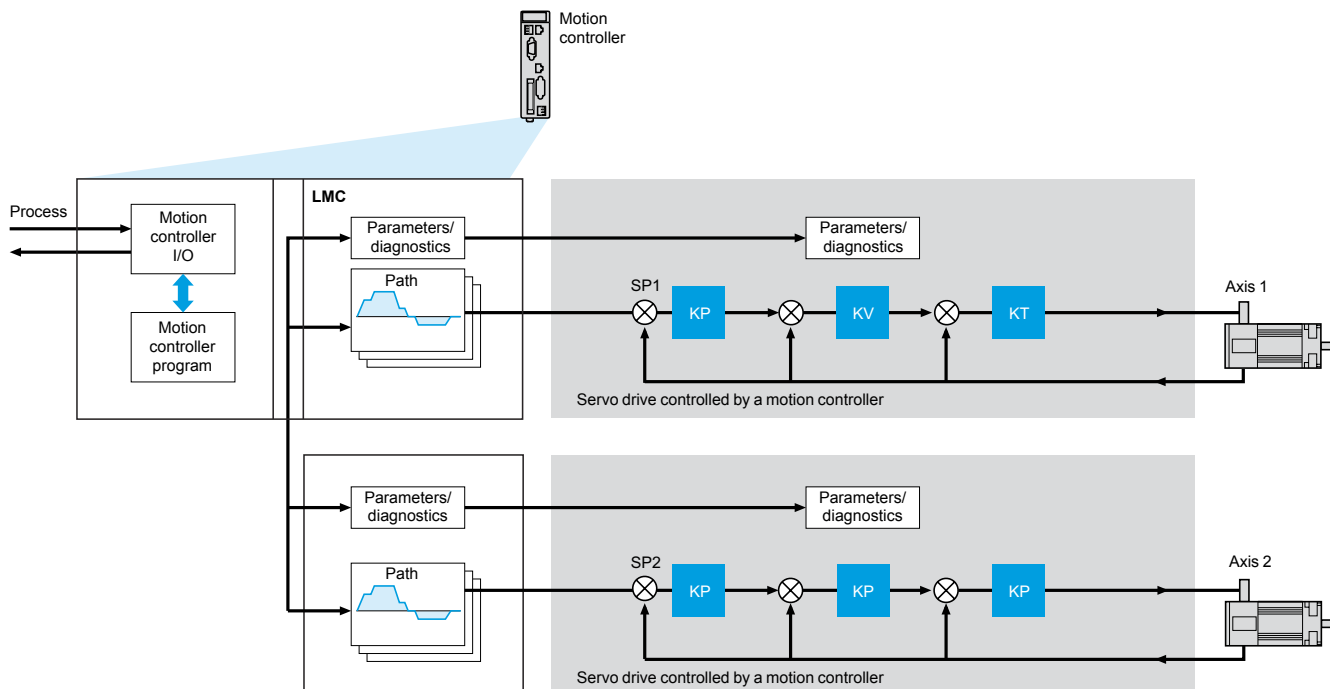 Motion
controller
LMC
Process
Motion
controller
I/O
Motion
controller
program
Parameters/
diagnostics
Path
Parameters/
diagnostics
SP1
KP
KV
KT
Axis 1
Servo drive controlled by a motion controller
Parameters/
diagnostics
Path
Parameters/
diagnostics
SP2
KP
KP
KP
Axis 2
Servo drive controlled by a motion controller